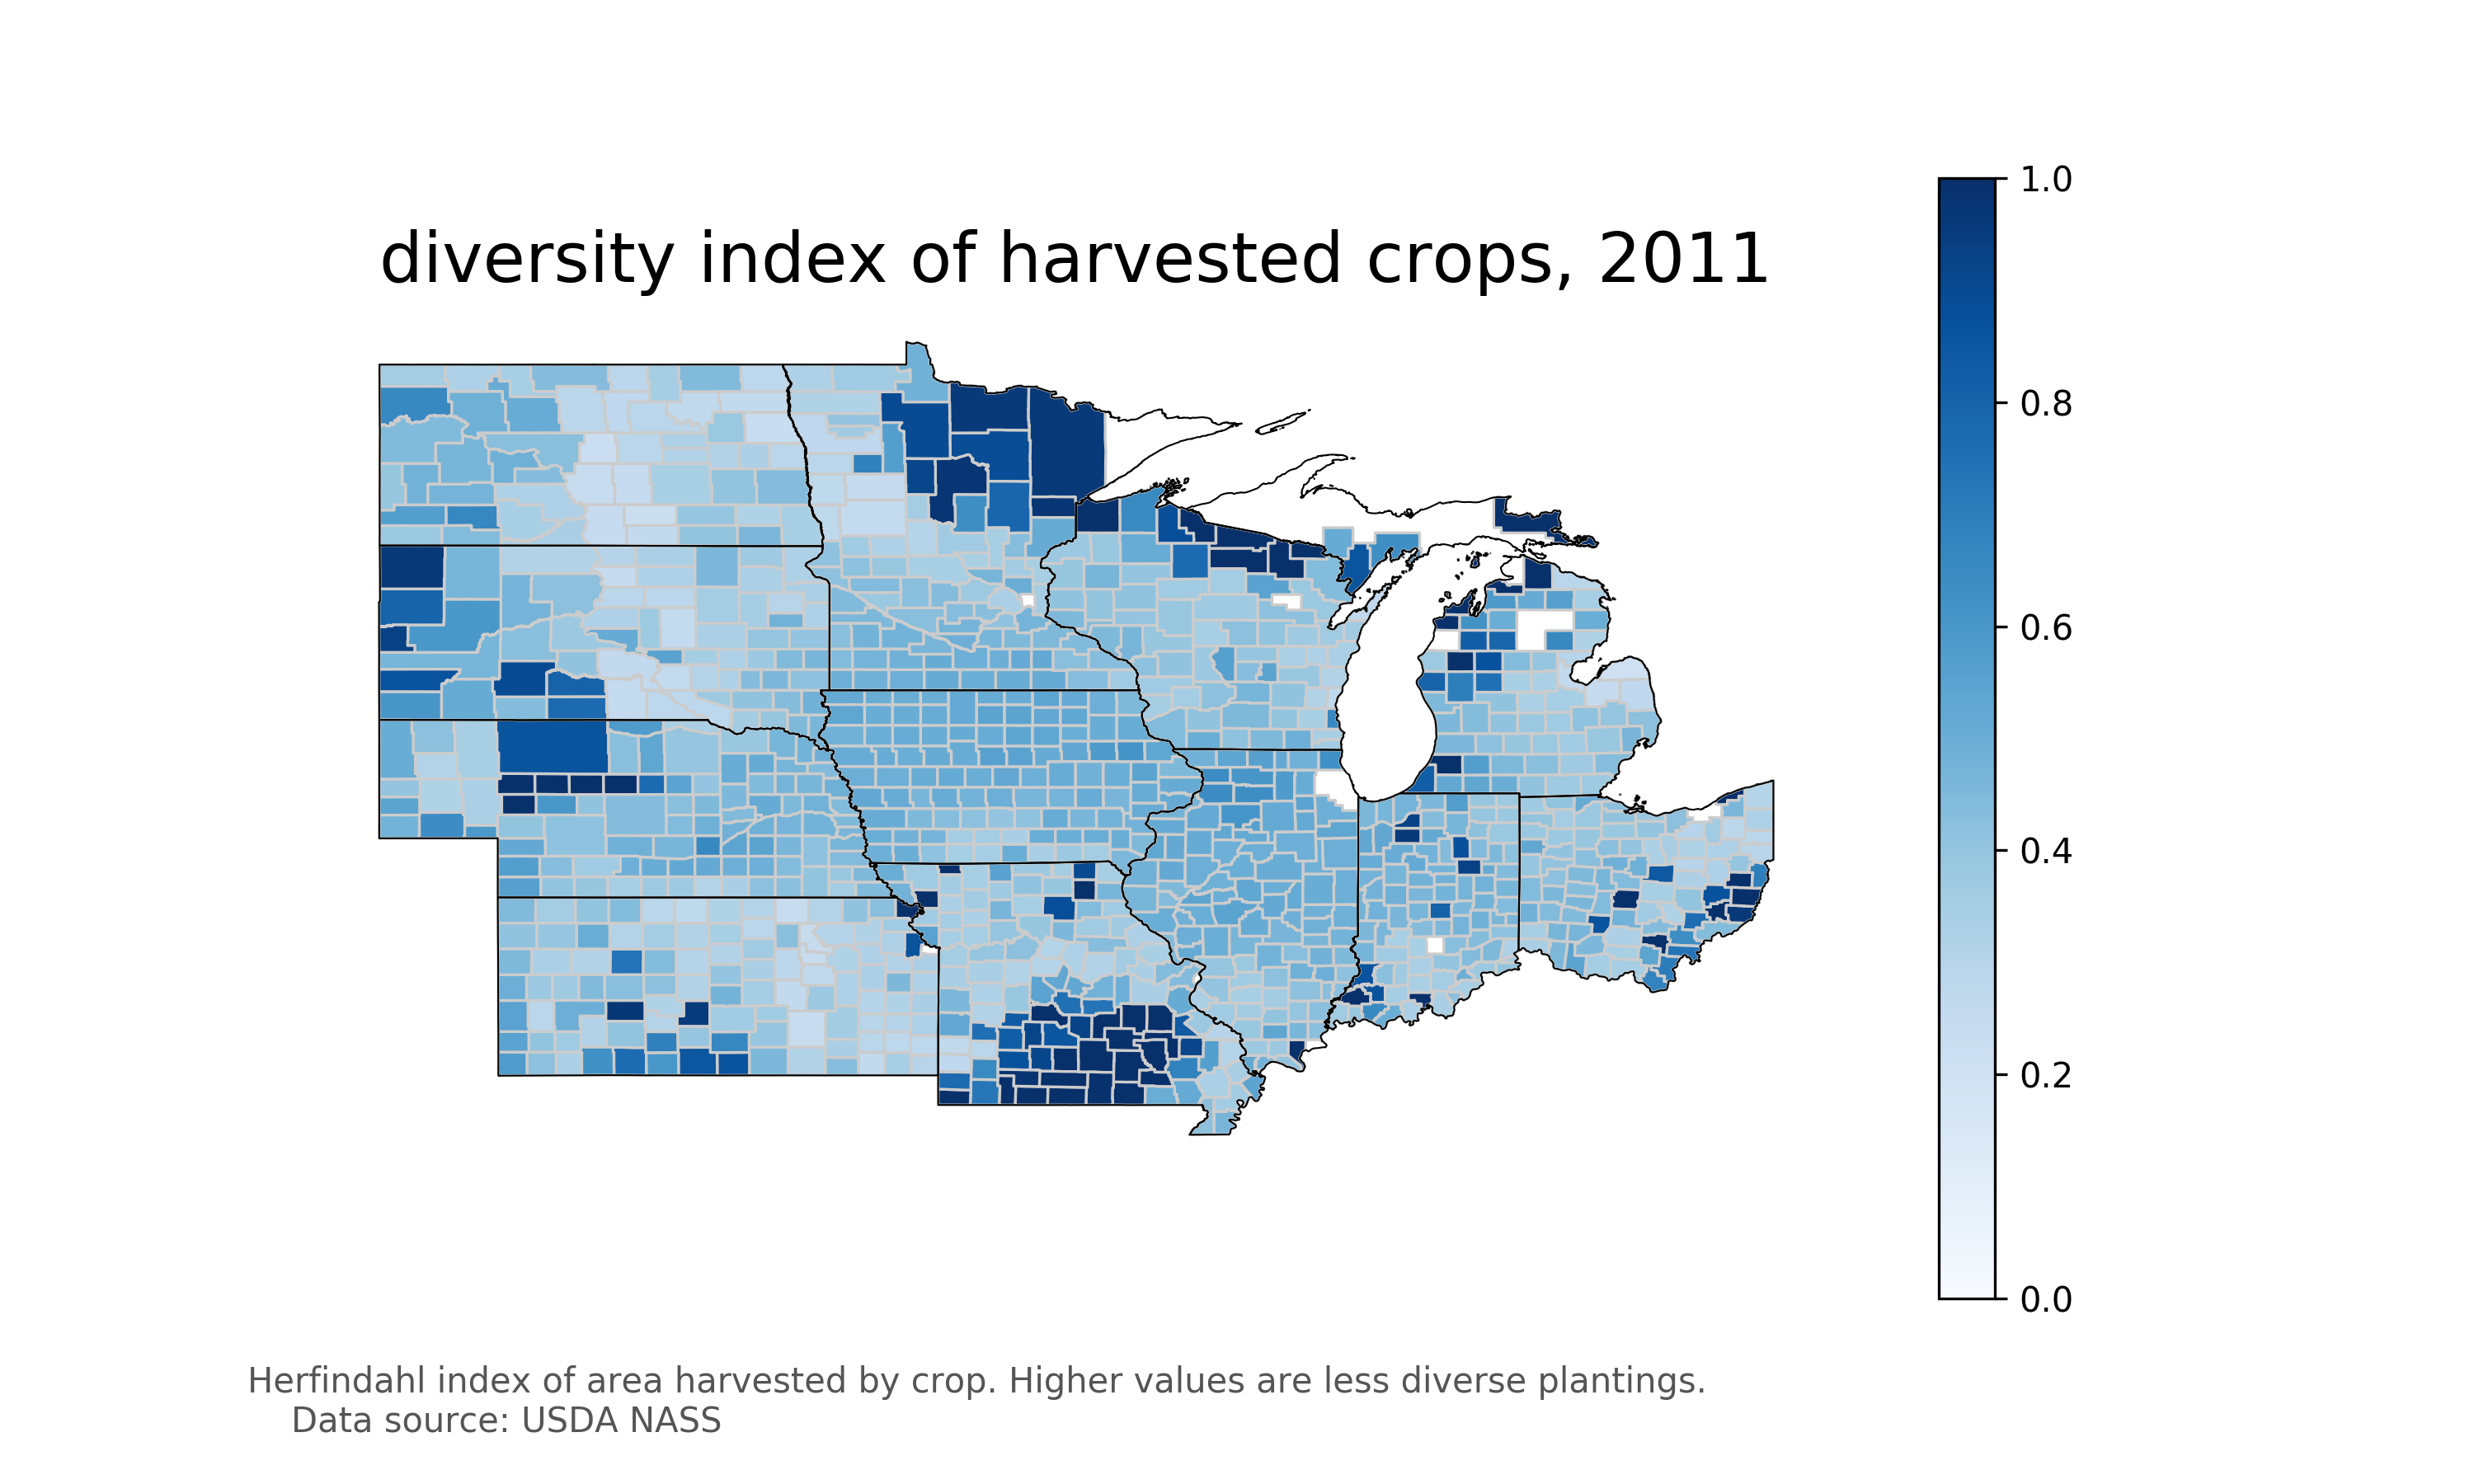 diversity index of harvested crops, 2011
1.0
0.8
0.6
0.4
0.2
0.0
Herfindahl index of area harvested by crop. Higher values are less diverse plantings.
Data source: USDA NASS